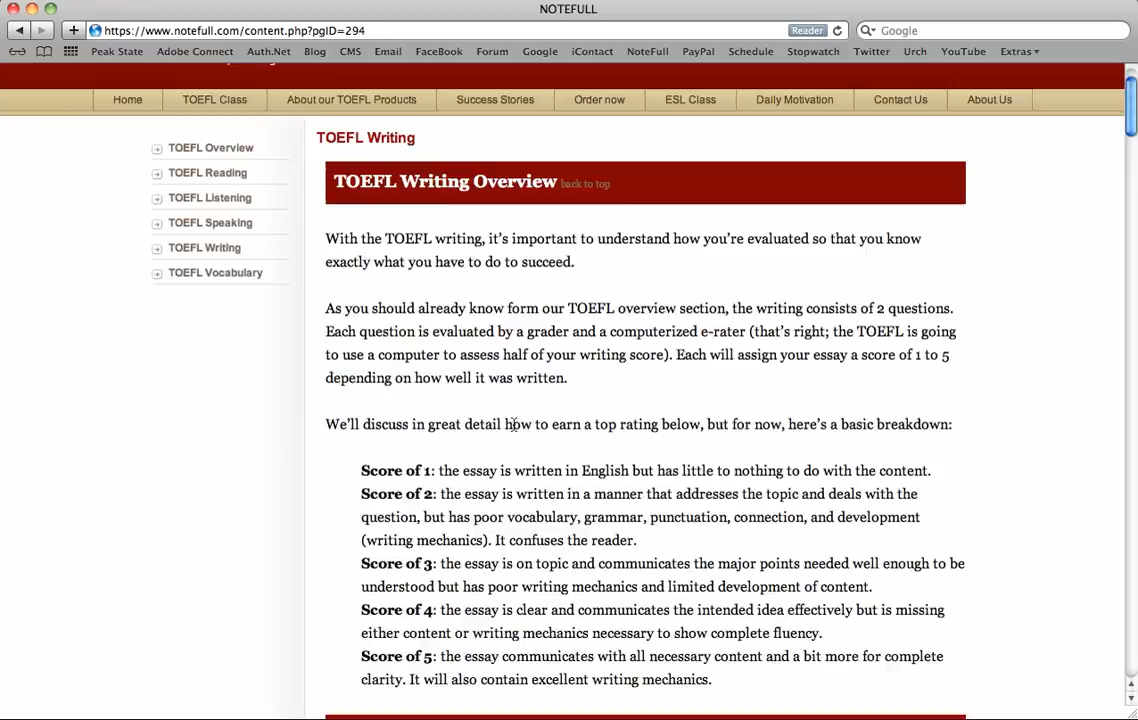 NOTEFULL
https://www.notefull.com/content.php?pgID=294
Reader
Google
Peak State Adobe Connect Auth.Net Blog CMS Email FaceBook Forum Google iContact NoteFull PayPal Schedule Stopwatch Twitter Urch YouTube Extras
Home TOEFL Class About our TOEFL Products Success Stories Order now ESL Class Daily Motivation Contact Us About Us
TOEFL Overview
TOEFL Reading
TOEFL Listening
TOEFL Speaking
TOEFL Writing
TOEFL Vocabulary
TOEFL Writing
TOEFL Writing Overview back to top
With the TOEFL writing, it's important to understand how you're evaluated so that you know
exactly what you have to do to succeed.
As you should already know form our TOEFL overview section, the writing consists of 2 questions.
Each question is evaluated by a grader and a computerized e-rater (that's right; the TOEFL is going
to use a computer to assess half of your writing score). Each will assign your essay a score of 1 to 5
depending on how well it was written.
We'll discuss in great detail how to earn a top rating below, but for now, here's a basic breakdown:
Score of 1: the essay is written in English but has little to nothing to do with the content.
Score of 2: the essay is written in a manner that addresses the topic and deals with the
question, but has poor vocabulary, grammar, punctuation, connection, and development
(writing mechanics). It confuses the reader.
Score of 3: the essay is on topic and communicates the major points needed well enough to be
understood but has poor writing mechanics and limited development of content.
Score of 4: the essay is clear and communicates the intended idea effectively but is missing
either content or writing mechanics necessary to show complete fluency.
Score of 5: the essay communicates with all necessary content and a bit more for complete
clarity. It will also contain excellent writing mechanics.